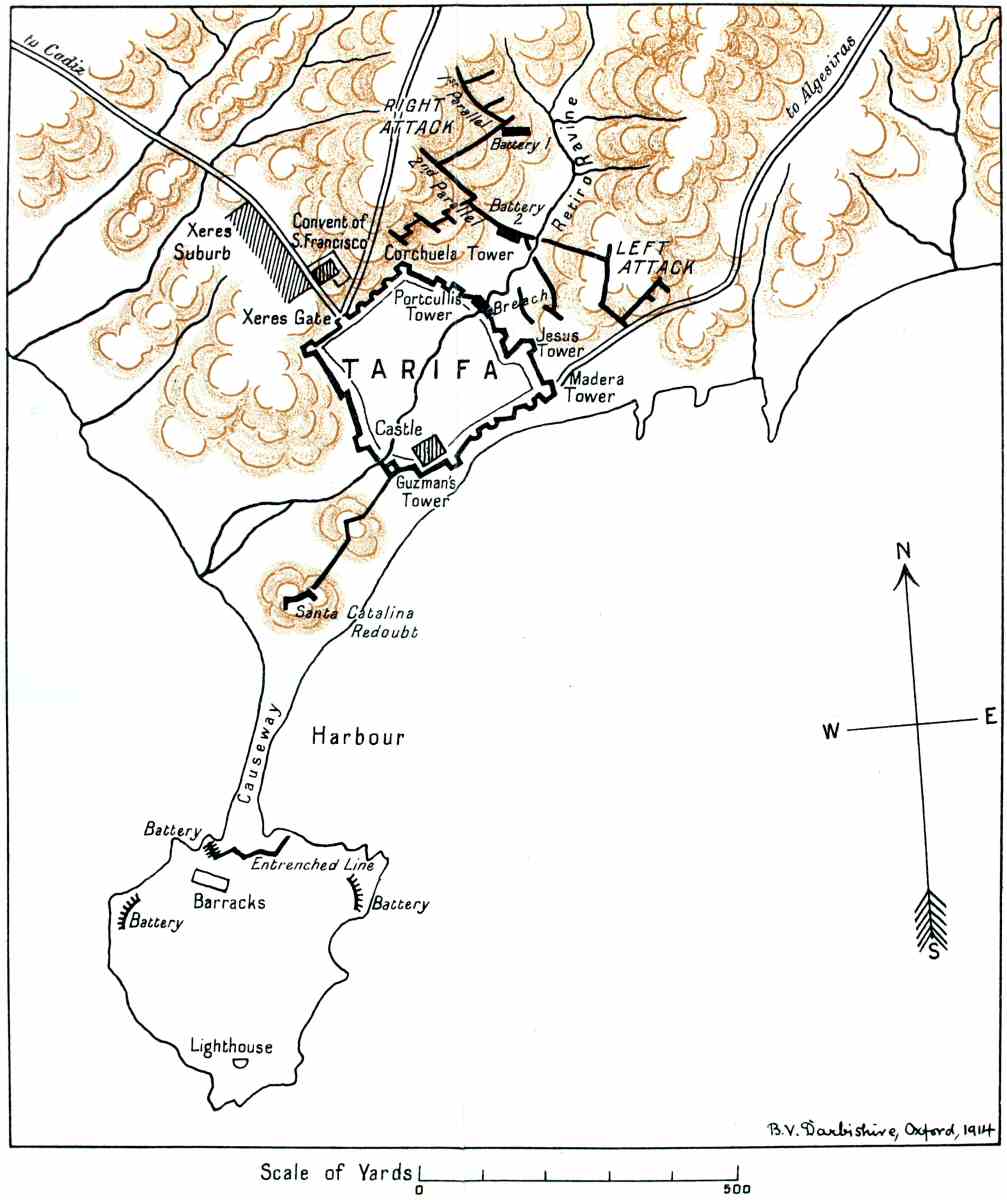 to Cadiz
to Algesiras
RIGHT
ATTACK
1st Parallel
Battery 1
2nd Parallel
Battery
2
Retiro Ravine
Xeres
Suburb
Convent of
S. Francisco
Corchuela Tower
LEFT
ATTACK
Portcullis
Tower
Breach
Xeres Gate
Jesus
Tower
TARIFA
Madera
Tower
Castle
Guzman's
Tower
N
Santa Catalina
Redoubt
W
E
Causeway
Harbour
Battery
Entrenched Line
Barracks
Battery
Battery
S
Lighthouse
B.V. Darbishire, Oxford, 1914
Scale of Yards
0
500